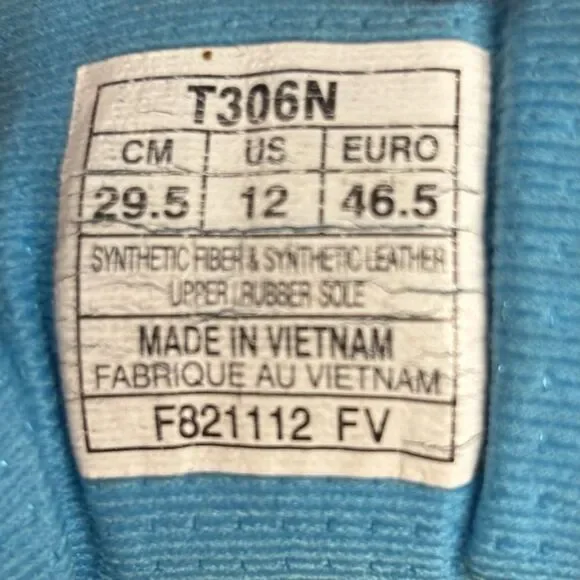 T306N
CM US EURO
29.5 12 46.5
SYNTHETIC FIBER & SYNTHETIC LEATHER
UPPER / RUBBER SOLE
MADE IN VIETNAM
FABRIQUE AU VIETNAM
F821112 FV